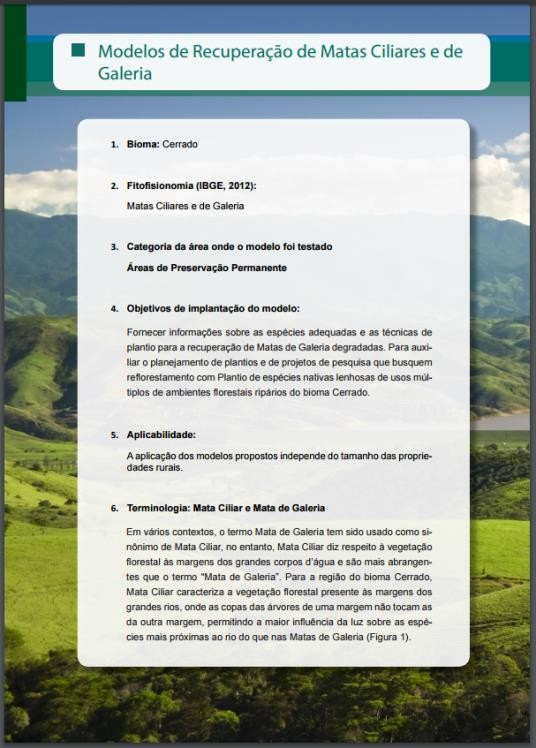 Modelos de Recuperação de Matas Ciliares e de
Galeria
1. Bioma: Cerrado
2. Fitofisionomia (IBGE, 2012):
Matas Ciliares e de Galeria
3. Categoria da área onde o modelo foi testado
Áreas de Preservação Permanente
4. Objetivos de implantação do modelo:
Fornecer informações sobre as espécies adequadas e as técnicas de
plantio para a recuperação de Matas de Galeria degradadas. Para auxi-
liar o planejamento de plantios e de projetos de pesquisa que busquem
reflorestamento com Plantio de espécies nativas lenhosas de usos múl-
tiplos de ambientes florestais ripários do bioma Cerrado.
5. Aplicabilidade:
A aplicação dos modelos propostos independe do tamanho das proprie-
dades rurais.
6. Terminologia: Mata Ciliar e Mata de Galeria
Em vários contextos, o termo Mata de Galeria tem sido usado como si-
nônimo de Mata Ciliar, no entanto, Mata Ciliar diz respeito à vegetação
florestal às margens dos grandes corpos d'água e são mais abrangen-
tes que o termo "Mata de Galeria". Para a região do bioma Cerrado,
Mata Ciliar caracteriza a vegetação florestal presente às margens dos
grandes rios, onde as copas das árvores de uma margem não tocam as
da outra margem, permitindo a maior influência da luz sobre as espé-
cies mais próximas ao rio do que nas Matas de Galeria (Figura 1).